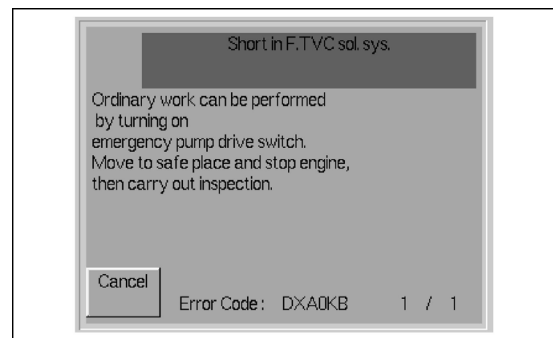 Short in F.TVC sol. sys.
Ordinary work can be performed
by turning on
emergency pump drive switch.
Move to safe place and stop engine,
then carry out inspection.
Cancel
Error Code : DXA0KB 1 / 1